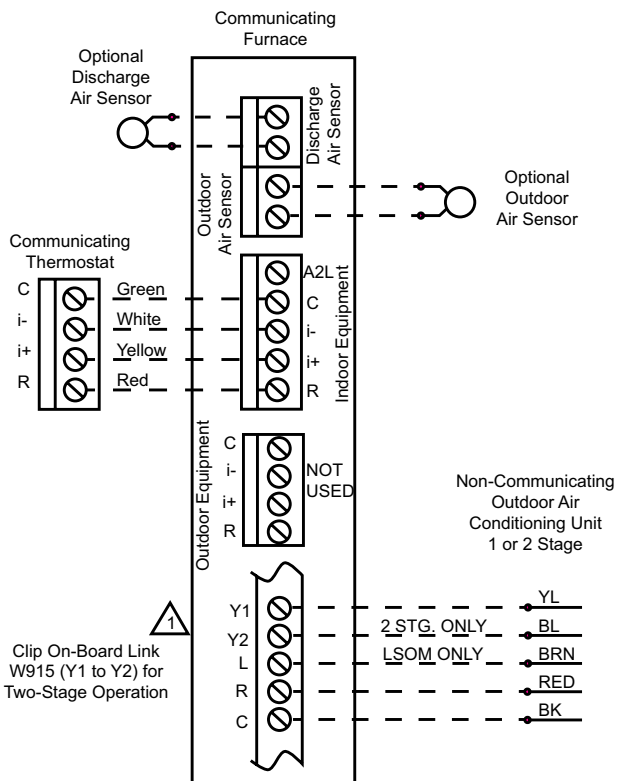 Communicating
Furnace
Optional
Discharge
Air Sensor
Discharge
Air Sensor
Outdoor
Air Sensor
Optional
Outdoor
Air Sensor
Communicating
Thermostat
C Green
i- White
i+ Yellow
R Red
A2L
C
i-
i+
R
Indoor Equipment
Outdoor Equipment
C
i-
i+
R
NOT
USED
Non-Communicating
Outdoor Air
Conditioning Unit
1 or 2 Stage
1
Clip On-Board Link
W915 (Y1 to Y2) for
Two-Stage Operation
Y1 YL
Y2 2 STG. ONLY BL
L LSOM ONLY BRN
R RED
C BK